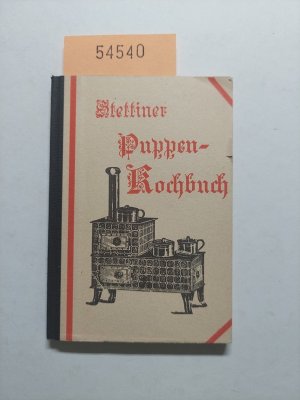 54540
Stettiner
Puppen-
Kochbuch